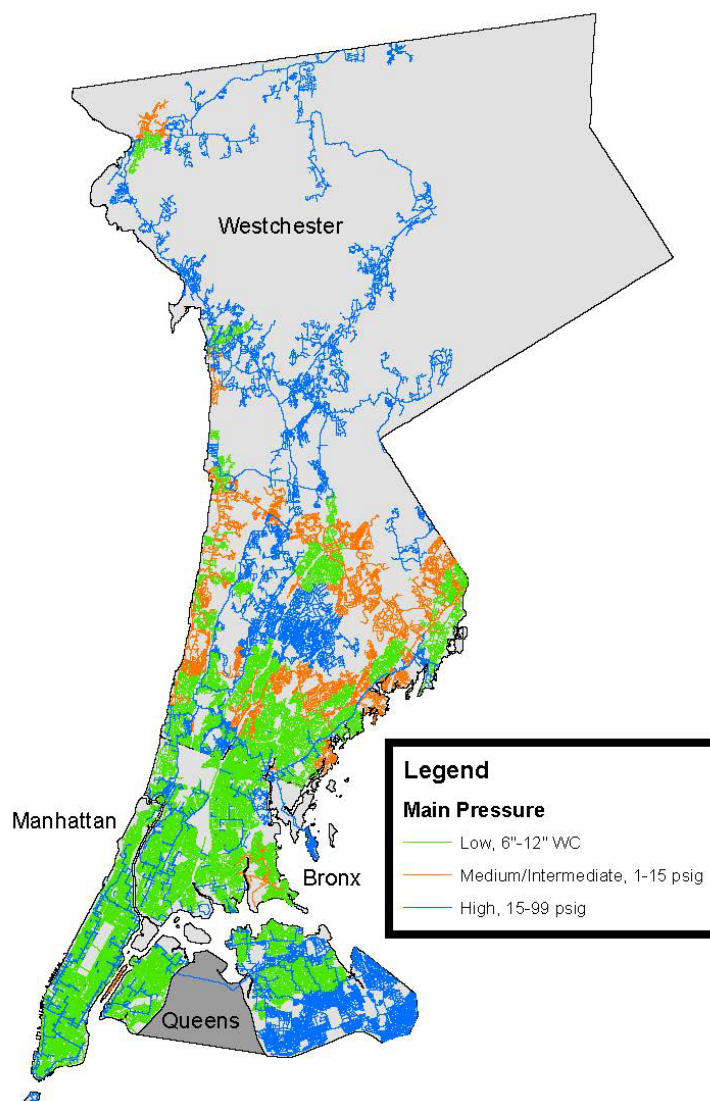 Westchester
Manhattan
Bronx
Queens
Legend
Main Pressure
Low, 6"-12" WC
Medium/Intermediate, 1-15 psig
High, 15-99 psig